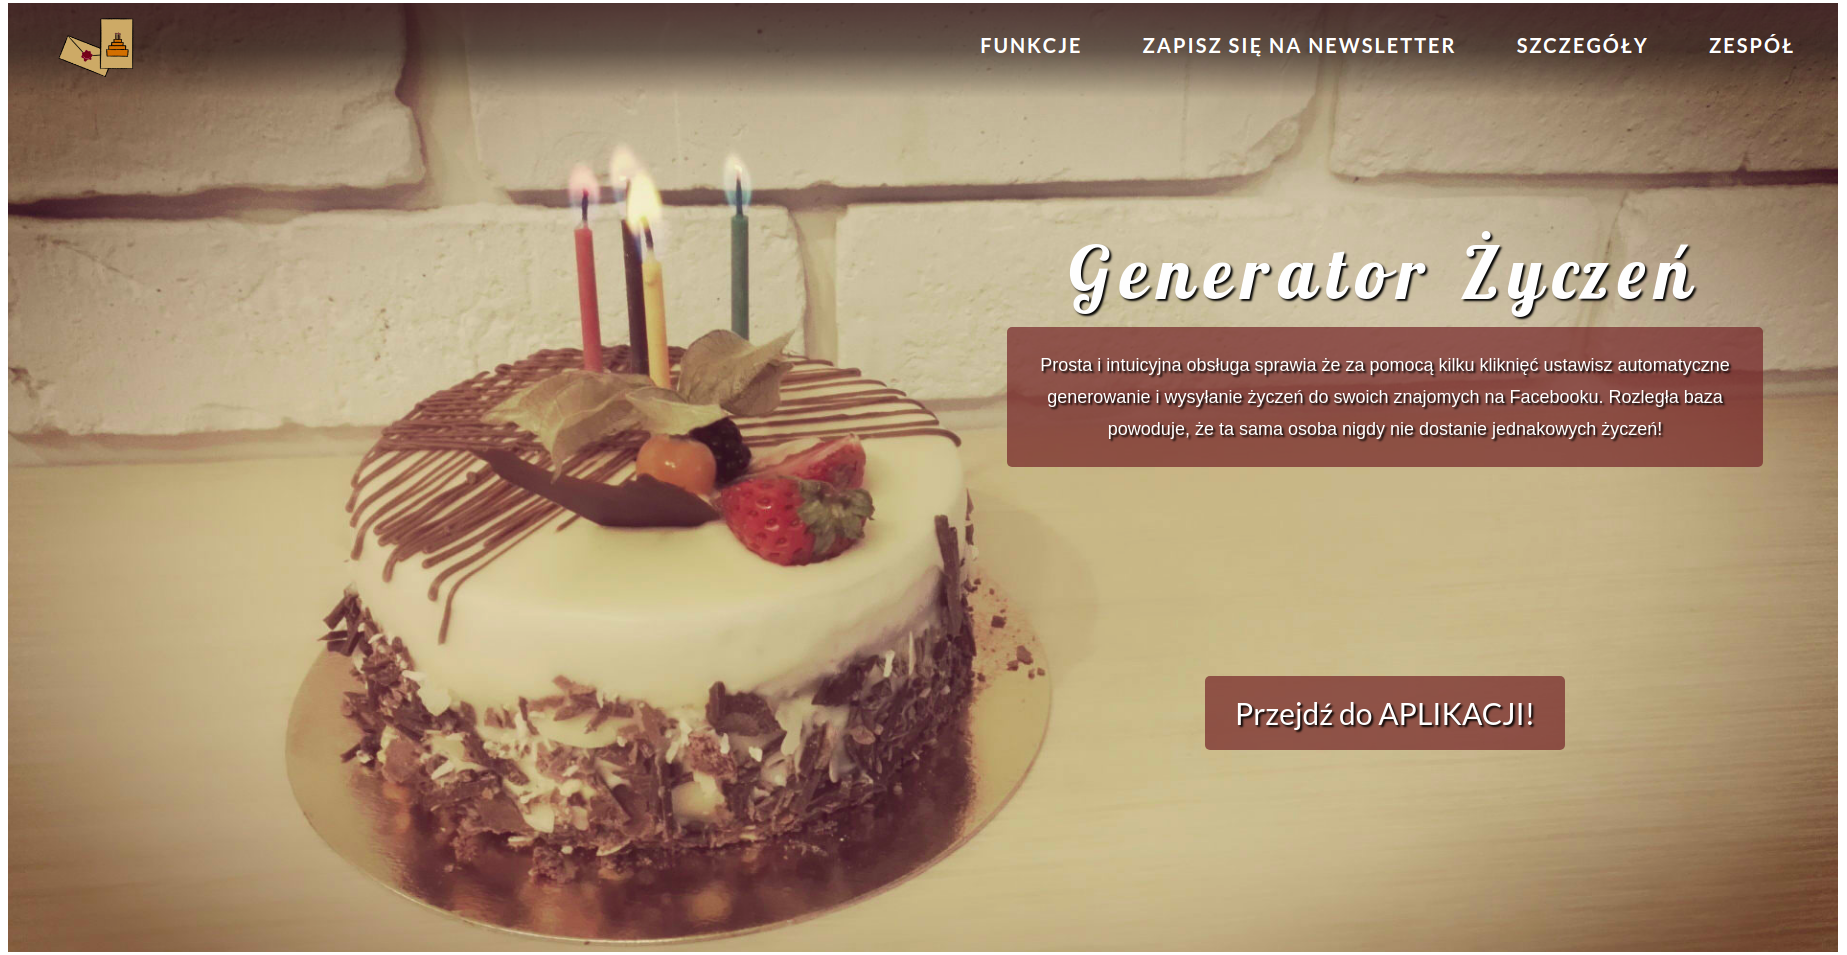 FUNKCJE ZAPISZ SIĘ NA NEWSLETTER SZCZEGÓŁY ZESPÓŁ
Generator Życzeń
Prosta i intuicyjna obsługa sprawia że za pomocą kilku kliknięć ustawisz automatyczne
generowanie i wysyłanie życzeń do swoich znajomych na Facebooku. Rozległa baza
powoduje, że ta sama osoba nigdy nie dostanie jednakowych życzeń!
Przejdź do APLIKACJI!